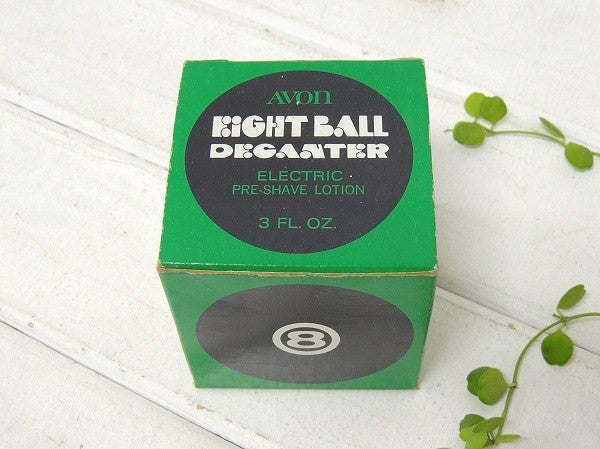 AVON
EIGHT BALL
DECANTER
ELECTRIC
PRE-SHAVE LOTION
3 FL. OZ.
8